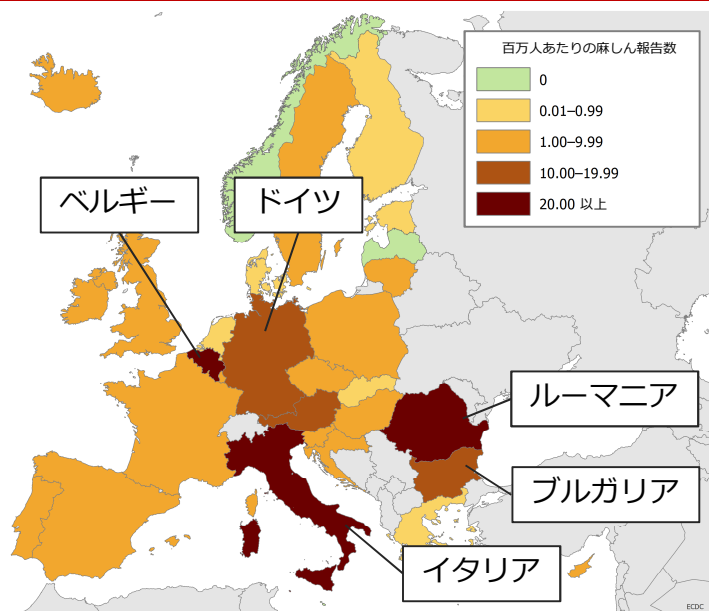 百万人あたりの麻しん報告数
0
0.01–0.99
1.00–9.99
10.00–19.99
20.00 以上
ベルギー
ドイツ
ルーマニア
ブルガリア
イタリア
ECDC